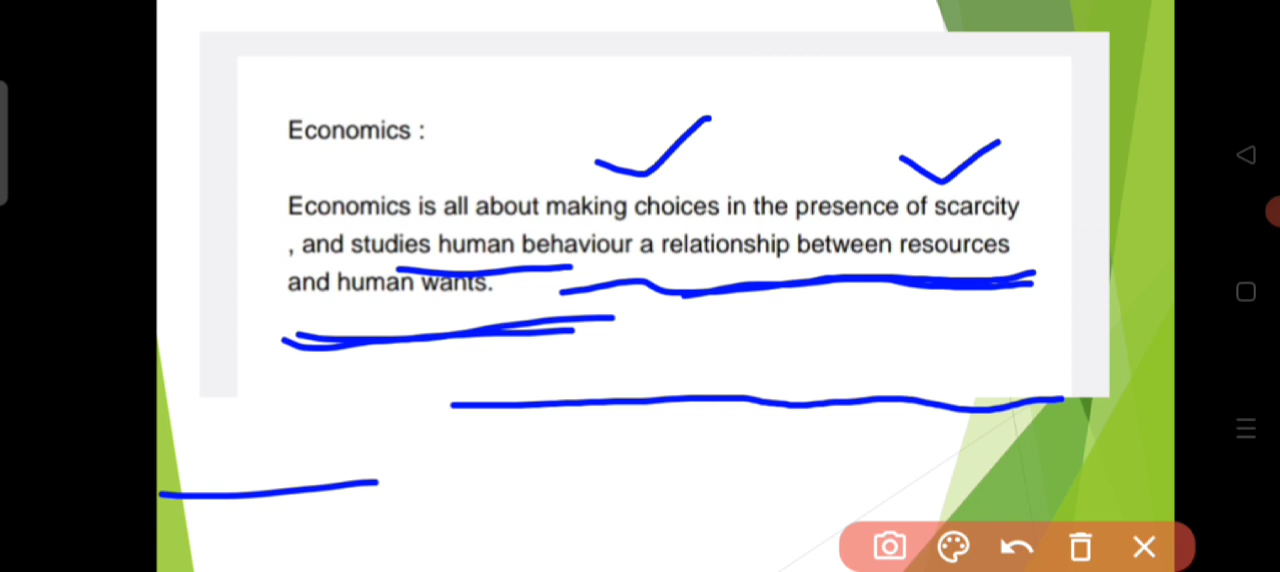 Economics :
Economics is all about making choices in the presence of scarcity
, and studies human behaviour a relationship between resources
and human wants.